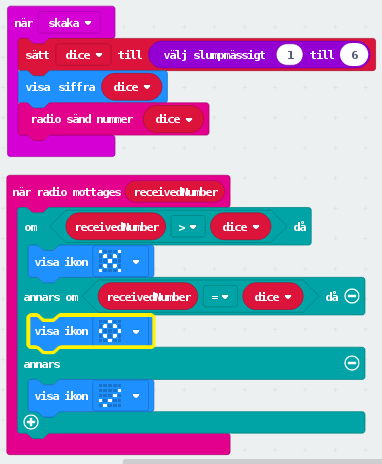 när skaka
sätt dice till välj slumpmässigt 1 till 6
visa siffra dice
radio sänd nummer dice
när radio mottages receivedNumber
om receivedNumber > dice då
visa ikon
annars om receivedNumber = dice då
visa ikon
annars
visa ikon